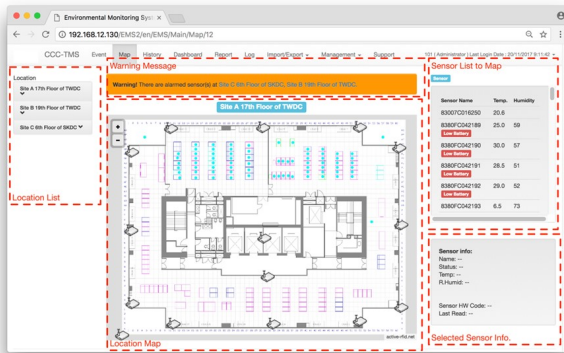 Environmental Monitoring Syst
192.168.12.130/EMS2/en/EMS/Main/Map/12
CCC-TMS Event Map History Dashboard Report Log Import/Export Management Support 101 | Administrator | Last Login Date : 20/11/2017 9:11:42
Location
Site A 17th Floor of TWDC
Site B 19th Floor of TWDC
Site C 6th Floor of SKDC
Location List
Warning Message
Warning! There are alarmed sensor(s) at Site C 6th Floor of SKDC, Site B 19th Floor of TWDC.
Site A 17th Floor of TWDC
+
-
active-rfid.net
Location Map
Sensor List to Map
Sensor
Sensor Name Temp. Humidity
83007C016250 20.6
8380FC042189 25.0 59
Low Battery
8380FC042190 30.0 57
Low Battery
8380FC042191 28.5 51
Low Battery
8380FC042192 29.0 52
Low Battery
8380FC042193 6.5 73
Sensor info:
Name: --
Status: --
Temp: --
R.Humid: --
Sensor HW Code: --
Last Read: --
Selected Sensor Info.